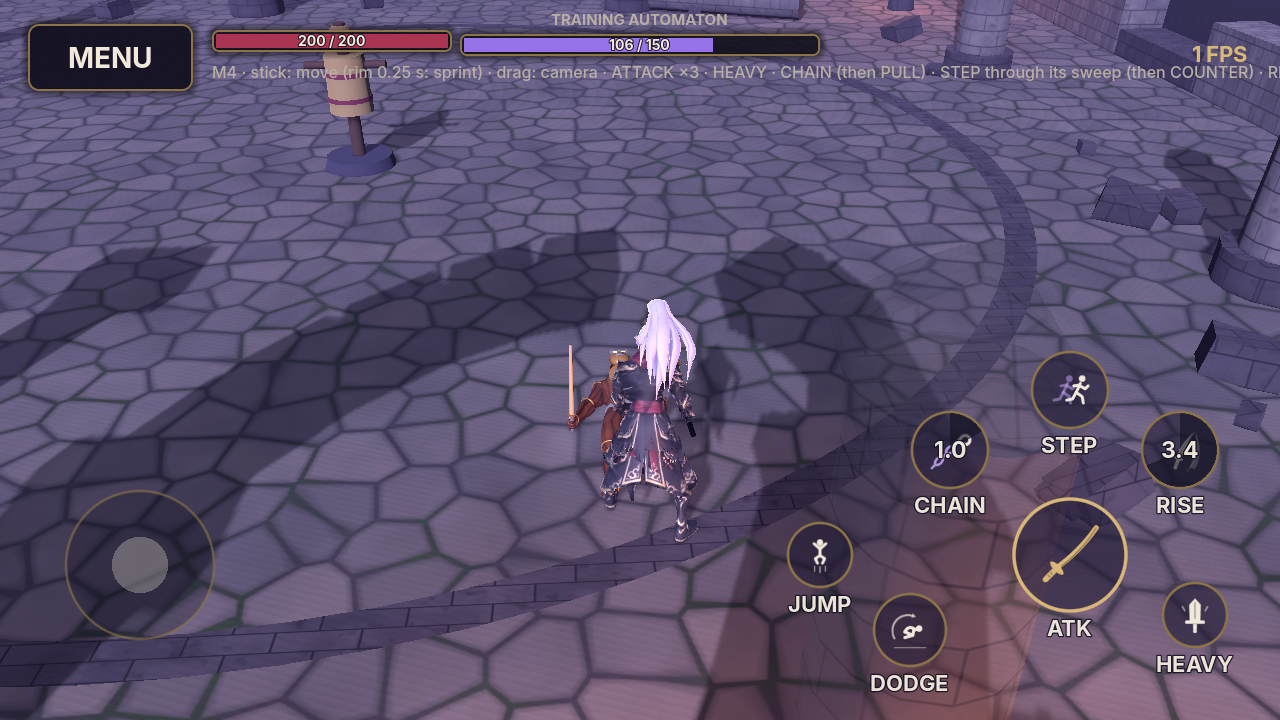 TRAINING AUTOMATON
MENU
200 / 200
106 / 150
1 FPS
M4 · stick: move (rim 0.25 s: sprint) · drag: camera · ATTACK ×3 · HEAVY · CHAIN (then PULL) · STEP through its sweep (then COUNTER) ·
STEP
1.0
3.4
CHAIN
RISE
JUMP
ATK
DODGE
HEAVY